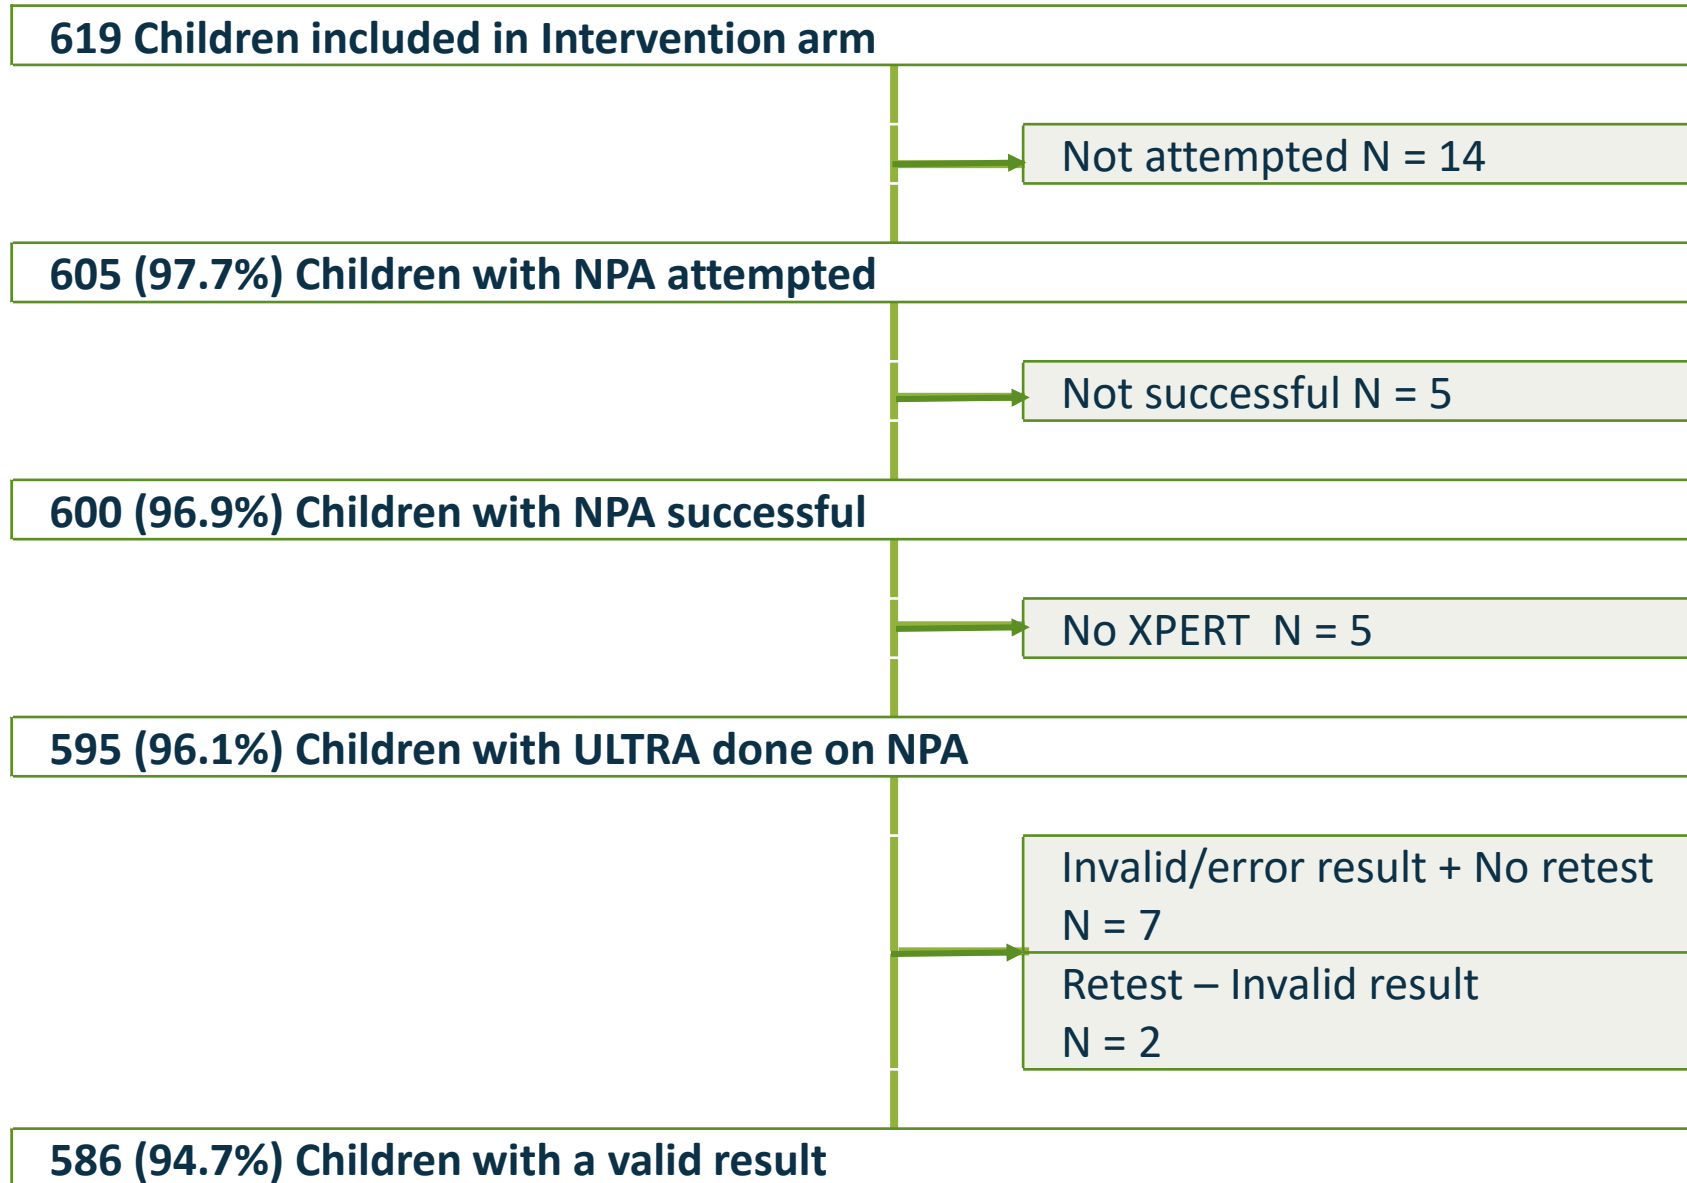 619 Children included in Intervention arm
Not attempted N = 14
605 (97.7%) Children with NPA attempted
Not successful N = 5
600 (96.9%) Children with NPA successful
No XPERT  N = 5
595 (96.1%) Children with ULTRA done on NPA
Invalid/error result + No retest
N = 7
Retest – Invalid result
N = 2
586 (94.7%) Children with a valid result